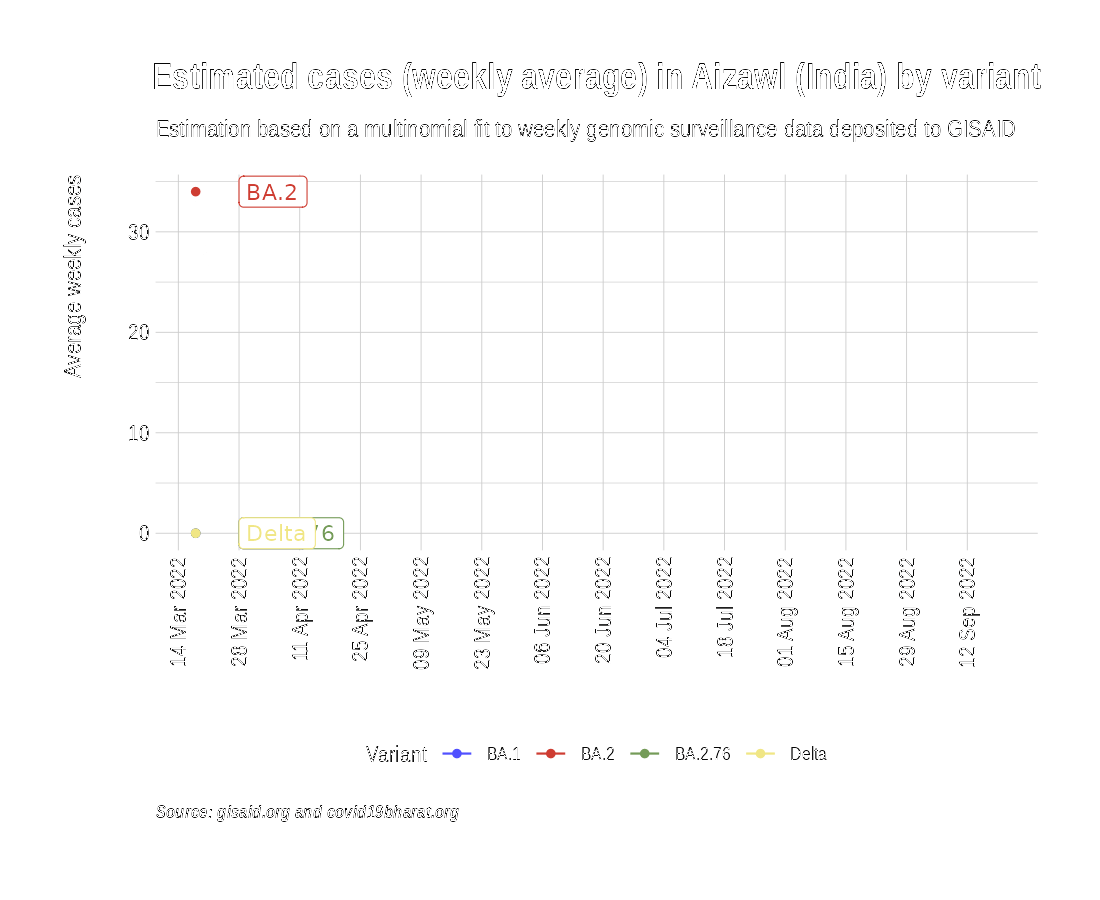 Estimated cases (weekly average) in Aizawl (India) by variant
Estimation based on a multinomial fit to weekly genomic surveillance data deposited to GISAID
Average weekly cases
BA.2
30
20
10
0
Delta
76
14 Mar 2022
28 Mar 2022
11 Apr 2022
25 Apr 2022
09 May 2022
23 May 2022
06 Jun 2022
20 Jun 2022
04 Jul 2022
18 Jul 2022
01 Aug 2022
15 Aug 2022
29 Aug 2022
12 Sep 2022
Variant BA.1 BA.2 BA.2.76 Delta
Source: gisaid.org and covid19bharat.org